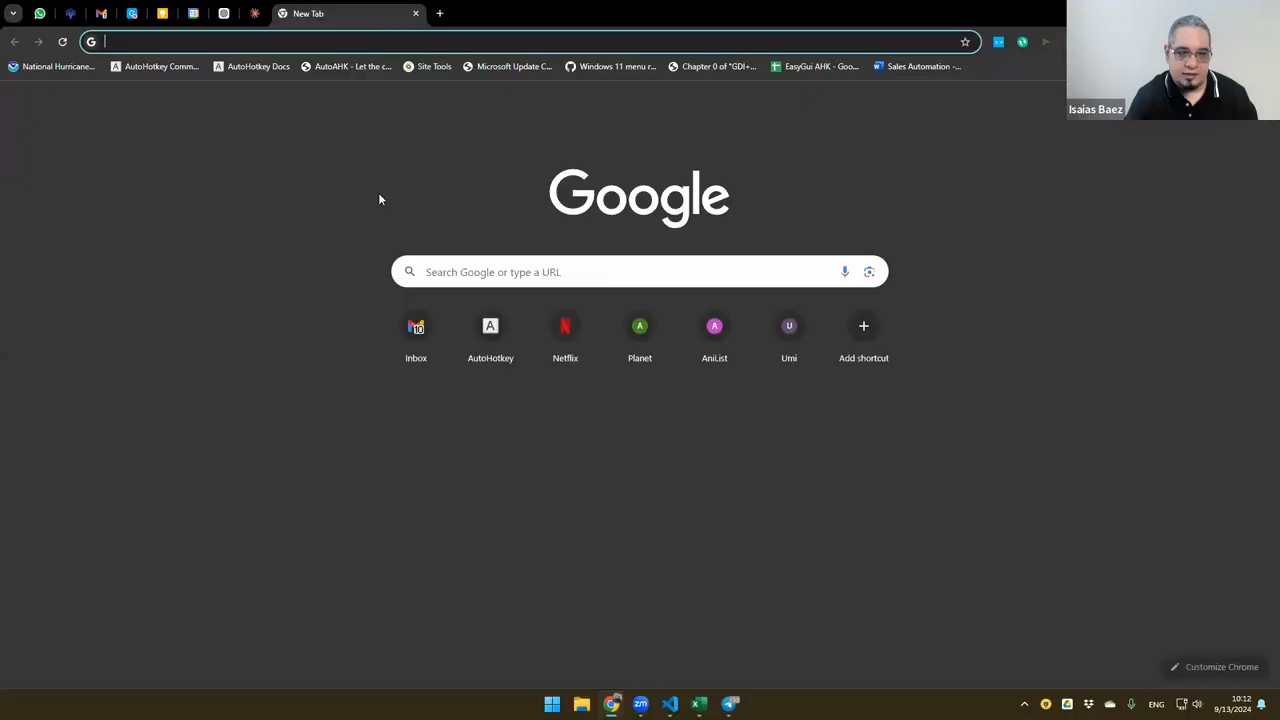 New Tab
National Hurricane...
AutoHotkey Comm...
AutoHotkey Docs
AutoAHK - Let the c...
Site Tools
Microsoft Update C...
Windows 11 menu r...
Chapter 0 of "GDI+...
EasyGui AHK - Goo...
Sales Automation -...
Isaias Baez
Google
Search Google or type a URL
10
A
N
A
A
U
Inbox
AutoHotkey
Netflix
Planet
AniList
Umi
Add shortcut
Customize Chrome
zm
ENG
10:12
9/13/2024